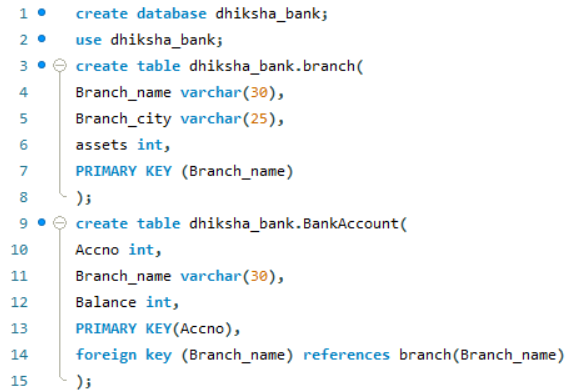 1 create database dhiksha_bank;
2 use dhiksha_bank;
3 create table dhiksha_bank.branch(
4 Branch_name varchar(30),
5 Branch_city varchar(25),
6 assets int,
7 PRIMARY KEY (Branch_name)
8 );
9 create table dhiksha_bank.BankAccount(
10 Accno int,
11 Branch_name varchar(30),
12 Balance int,
13 PRIMARY KEY(Accno),
14 foreign key (Branch_name) references branch(Branch_name)
15 );